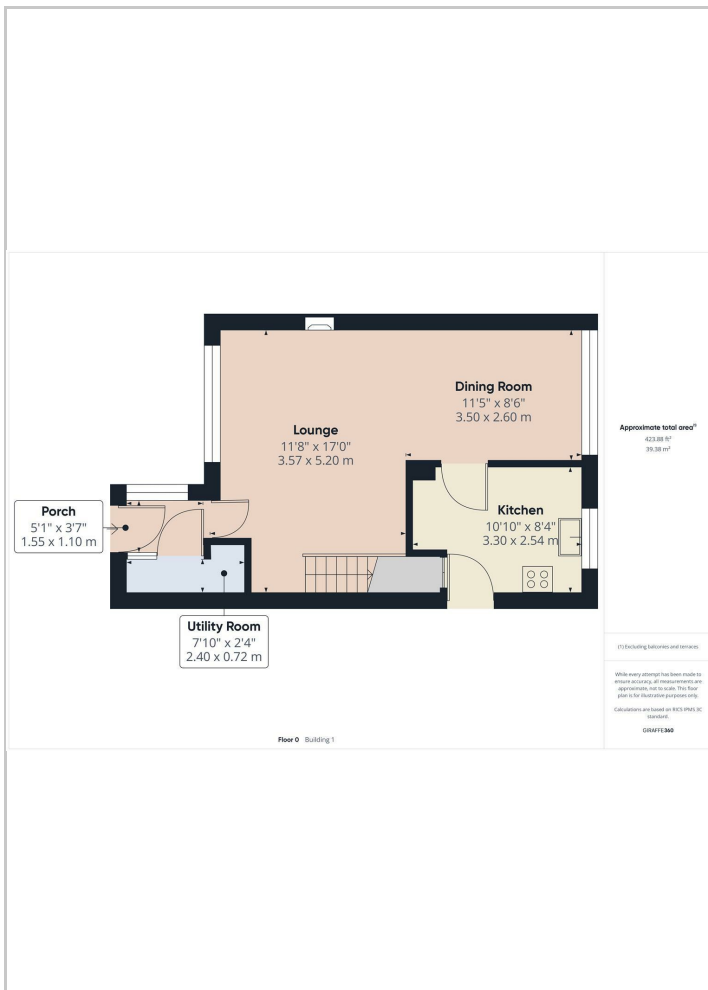 Dining Room
11'5" x 8'6"
3.50 x 2.60 m
Lounge
11'8" x 17'0"
3.57 x 5.20 m
Kitchen
10'10" x 8'4"
3.30 x 2.54 m
Porch
5'1" x 3'7"
1.55 x 1.10 m
Utility Room
7'10" x 2'4"
2.40 x 0.72 m
Floor 0 Building 1
Approximate total area⁽¹⁾
423.88 ft²
39.38 m²
(1) Excluding balconies and terraces
While every attempt has been made to
ensure accuracy, all measurements are
approximate, not to scale. This floor
plan is for illustrative purposes only.
Calculations are based on RICS IPMS 3C
standard.
GIRAFFE360